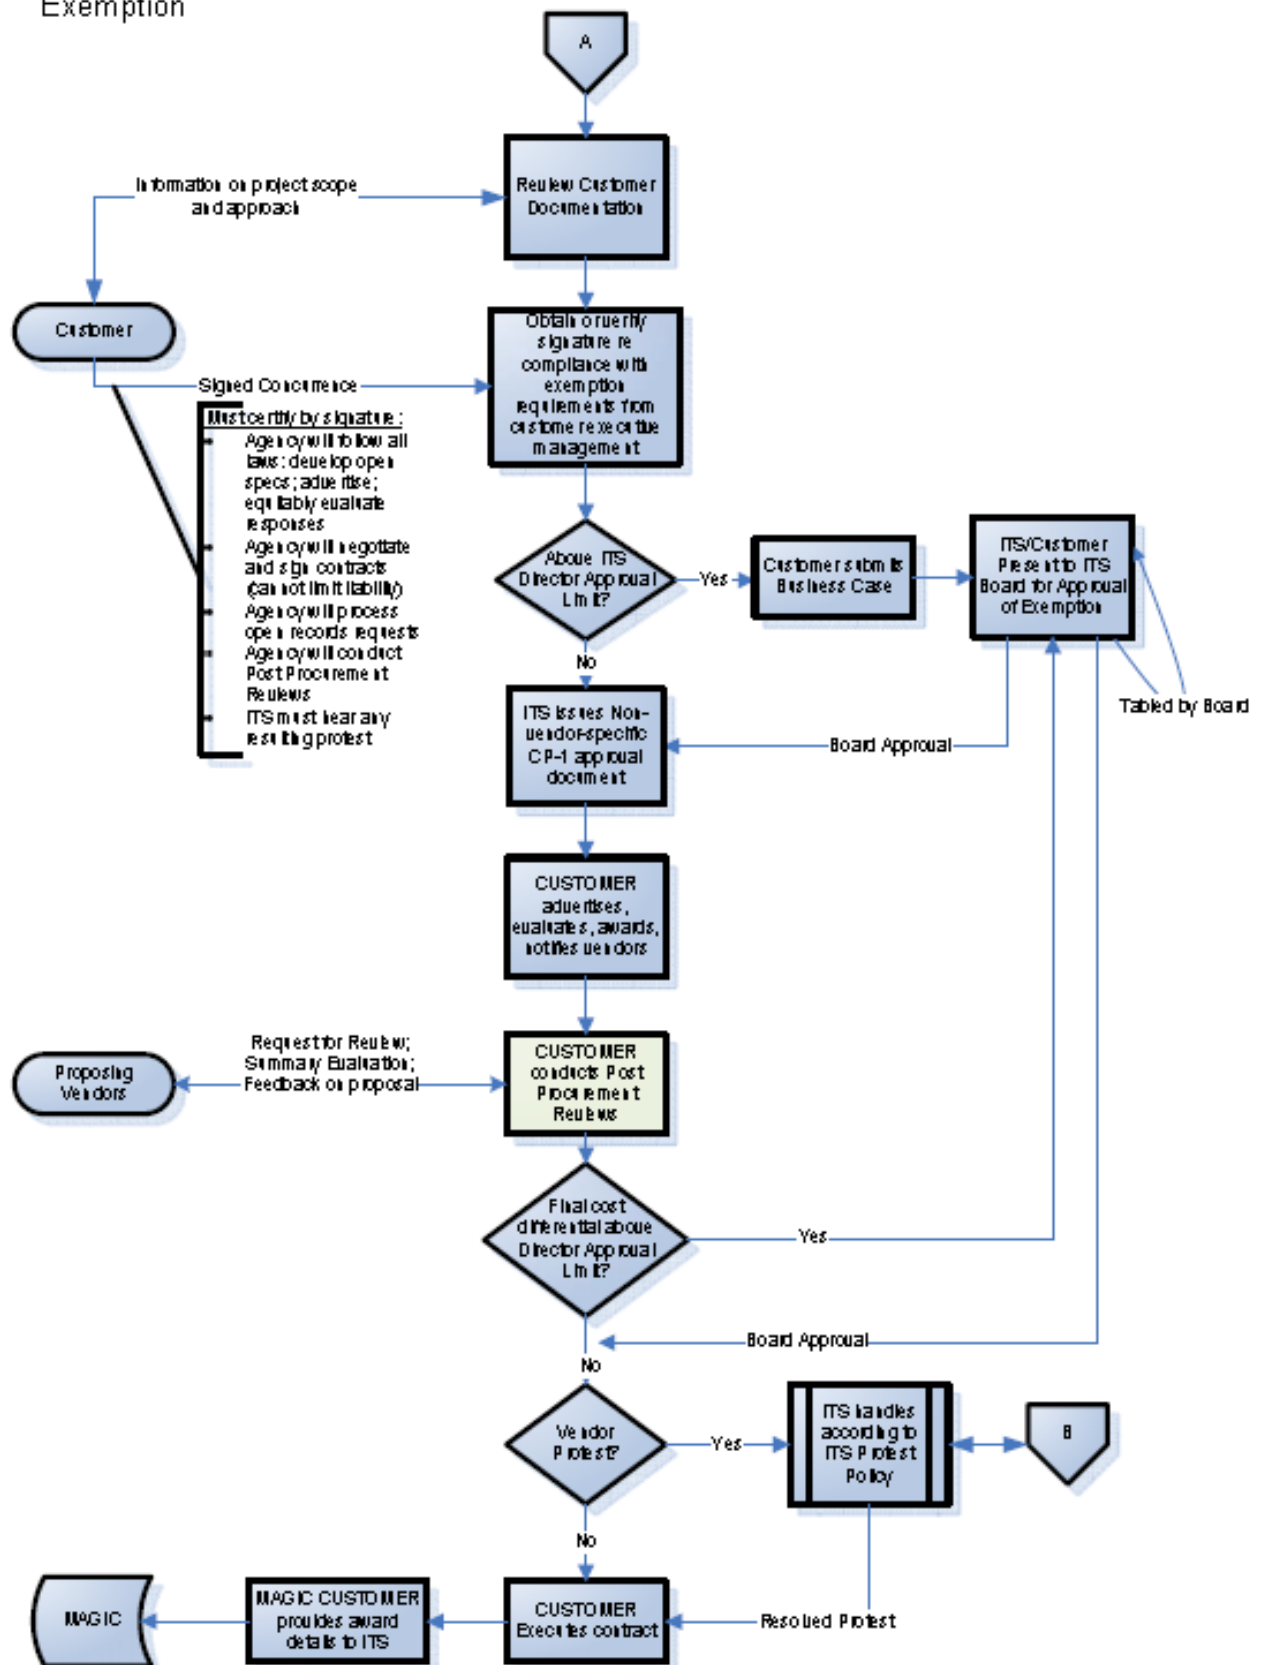 Exemption
A
Information on project scope
and approach
Review Customer
Documentation
Customer
Obtain or verify
signature re
compliance with
exemption
requirements from
customer executive
management
Signed Concurrence
Must certify by signature:
Agency will follow all
laws: develop open
specs; advertise;
equitably evaluate
responses
Agency will negotiate
and sign contracts
(cannot limit liability)
Agency will process
open records requests
Agency will conduct
Post Procurement
Reviews
ITS must hear any
resulting protest
Above ITS
Director Approval
Limit?
Yes
Customer submits
Business Case
ITS/Customer
Present to ITS
Board for Approval
of Exemption
Tabled by Board
No
ITS Issues Non-
vendor-specific
CP-1 approval
document
Board Approval
CUSTOMER
advertises,
evaluates, awards,
notifies vendors
Proposing
Vendors
Request for Review;
Summary Evaluation;
Feedback on proposal
CUSTOMER
conducts Post
Procurement
Reviews
Final cost
differential above
Director Approval
Limit?
Yes
Board Approval
No
Vendor
Protest?
Yes
ITS handles
according to
ITS Protest
Policy
B
No
MAGIC
MAGIC CUSTOMER
provides award
details to ITS
CUSTOMER
Executes contract
Resolved Protest